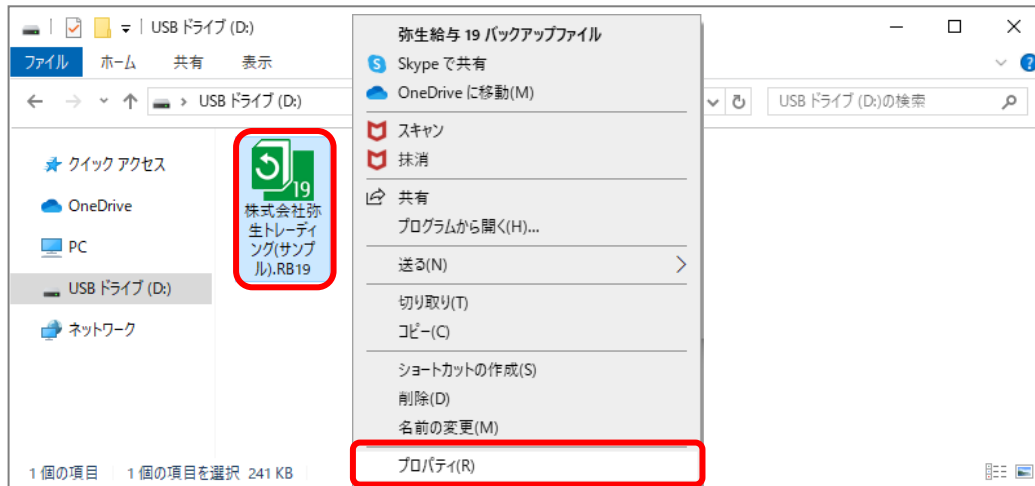 USB ドライブ (D:)
ファイル ホーム 共有 表示
USB ドライブ (D:)
USB ドライブ (D:)の検索
クイック アクセス
OneDrive
PC
USB ドライブ (D:)
ネットワーク
19
株式会社弥
生トレーディ
ング(サンプ
ル).RB19
弥生給与 19 バックアップファイル
Skype で共有
OneDrive に移動(M)
スキャン
抹消
共有
プログラムから開く(H)...
送る(N)
切り取り(T)
コピー(C)
ショートカットの作成(S)
削除(D)
名前の変更(M)
プロパティ(R)
1 個の項目 1 個の項目を選択 241 KB